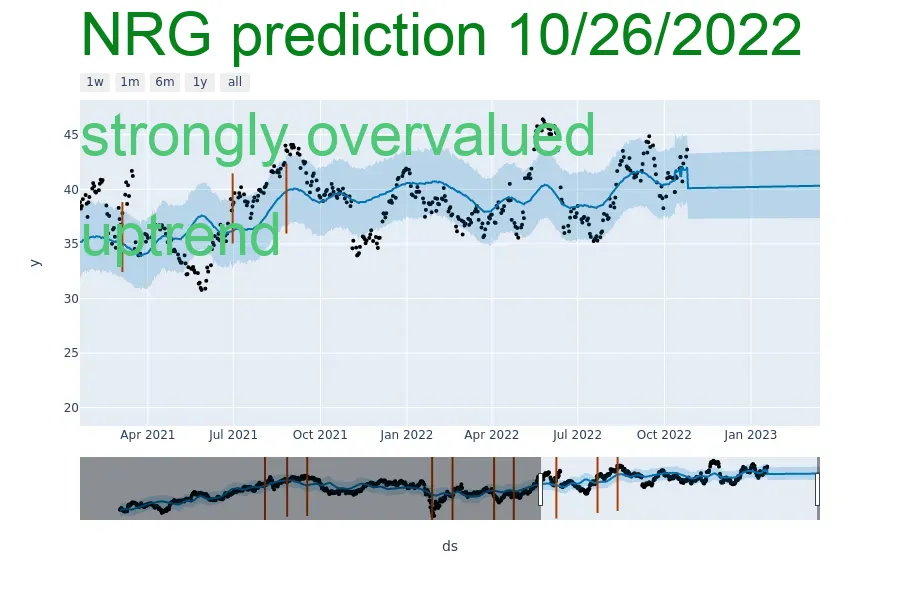 NRG prediction 10/26/2022
1w 1m 6m 1y all
strongly overvalued
uptrend
45
40
35
30
25
20
y
Apr 2021 Jul 2021 Oct 2021 Jan 2022 Apr 2022 Jul 2022 Oct 2022 Jan 2023
ds